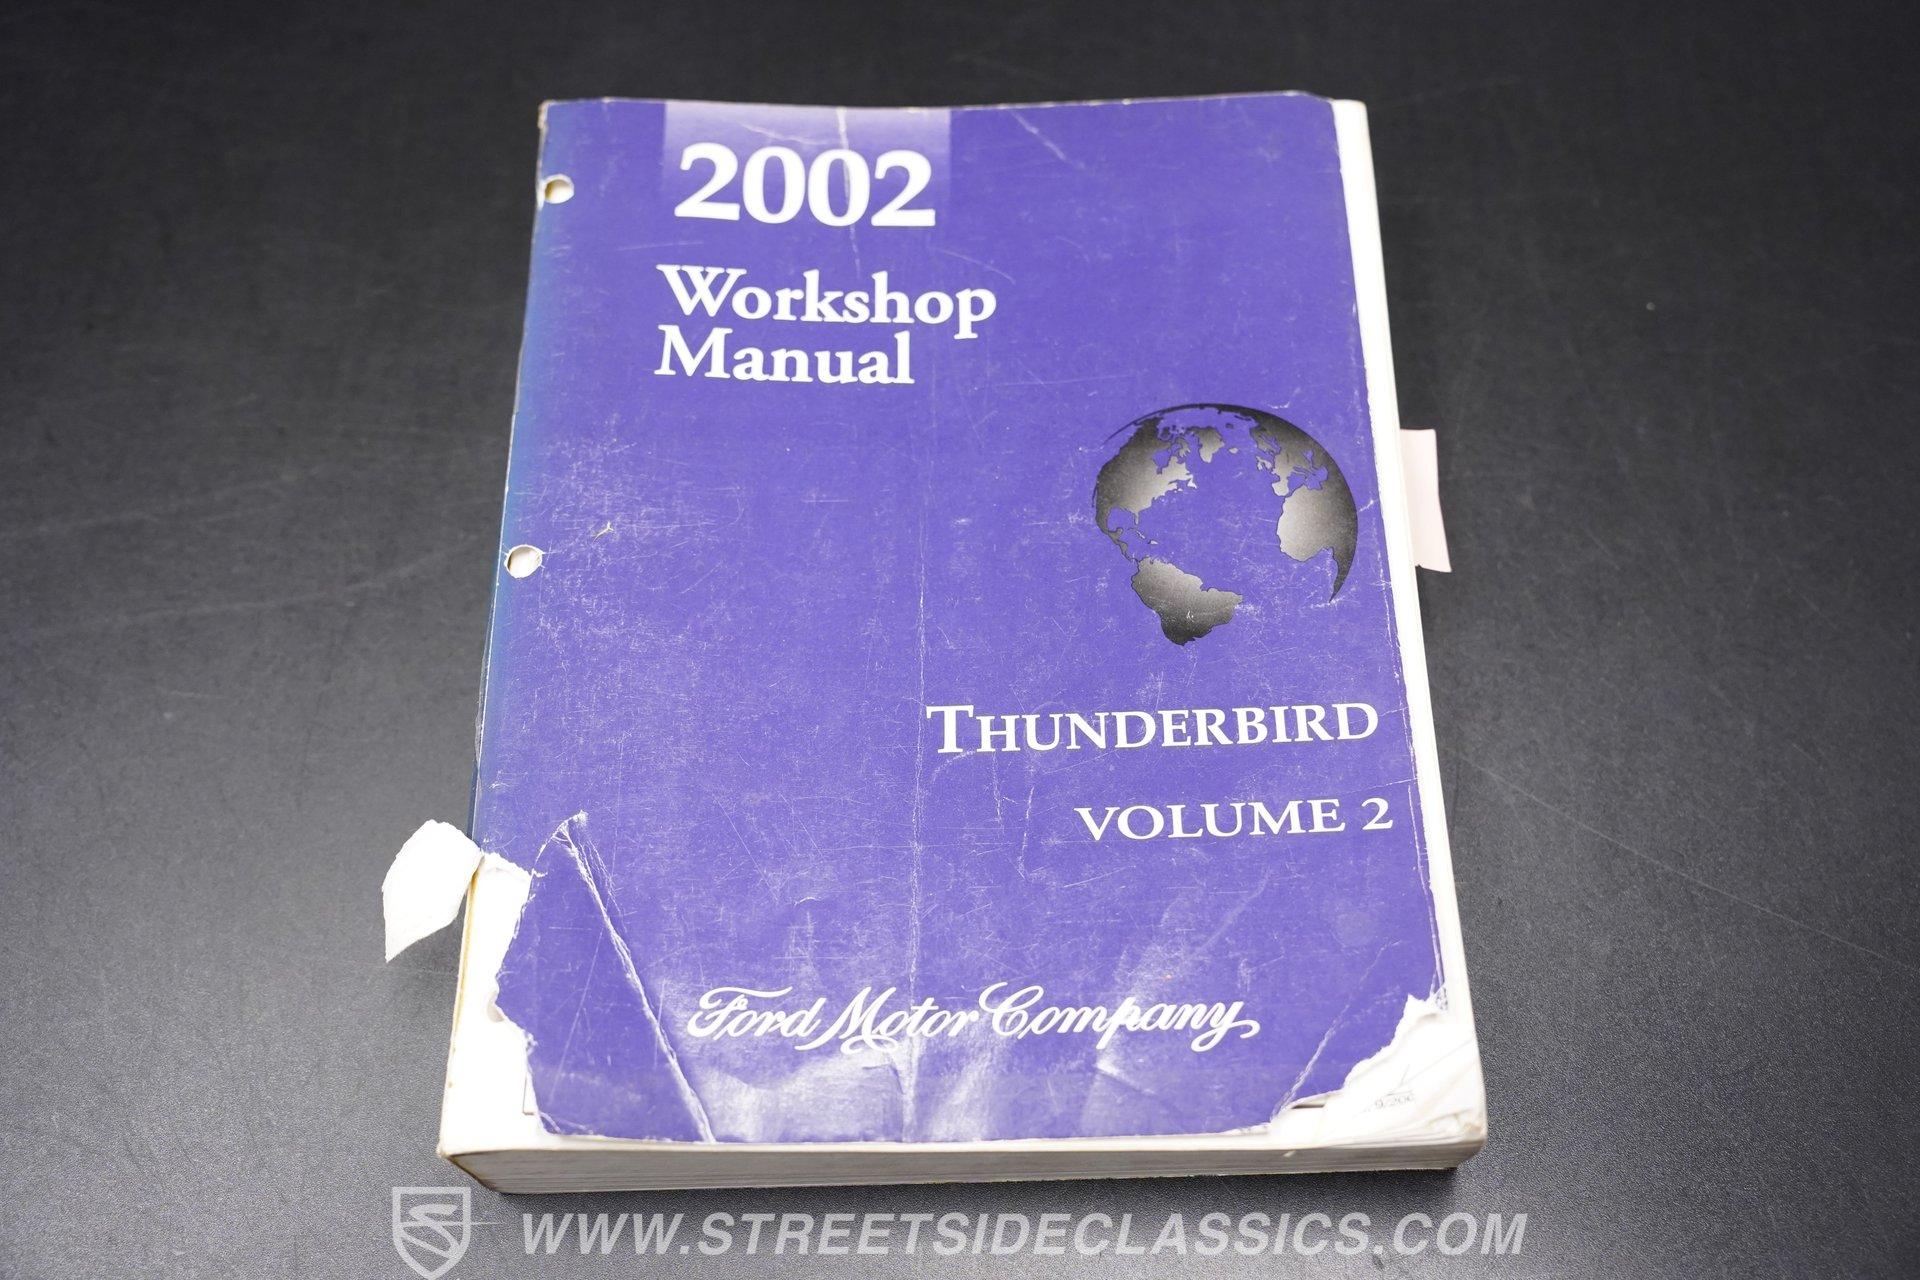 2002
Workshop
Manual
THUNDERBIRD
VOLUME 2
Ford Motor Company
WWW.STREETSIDECLASSICS.COM